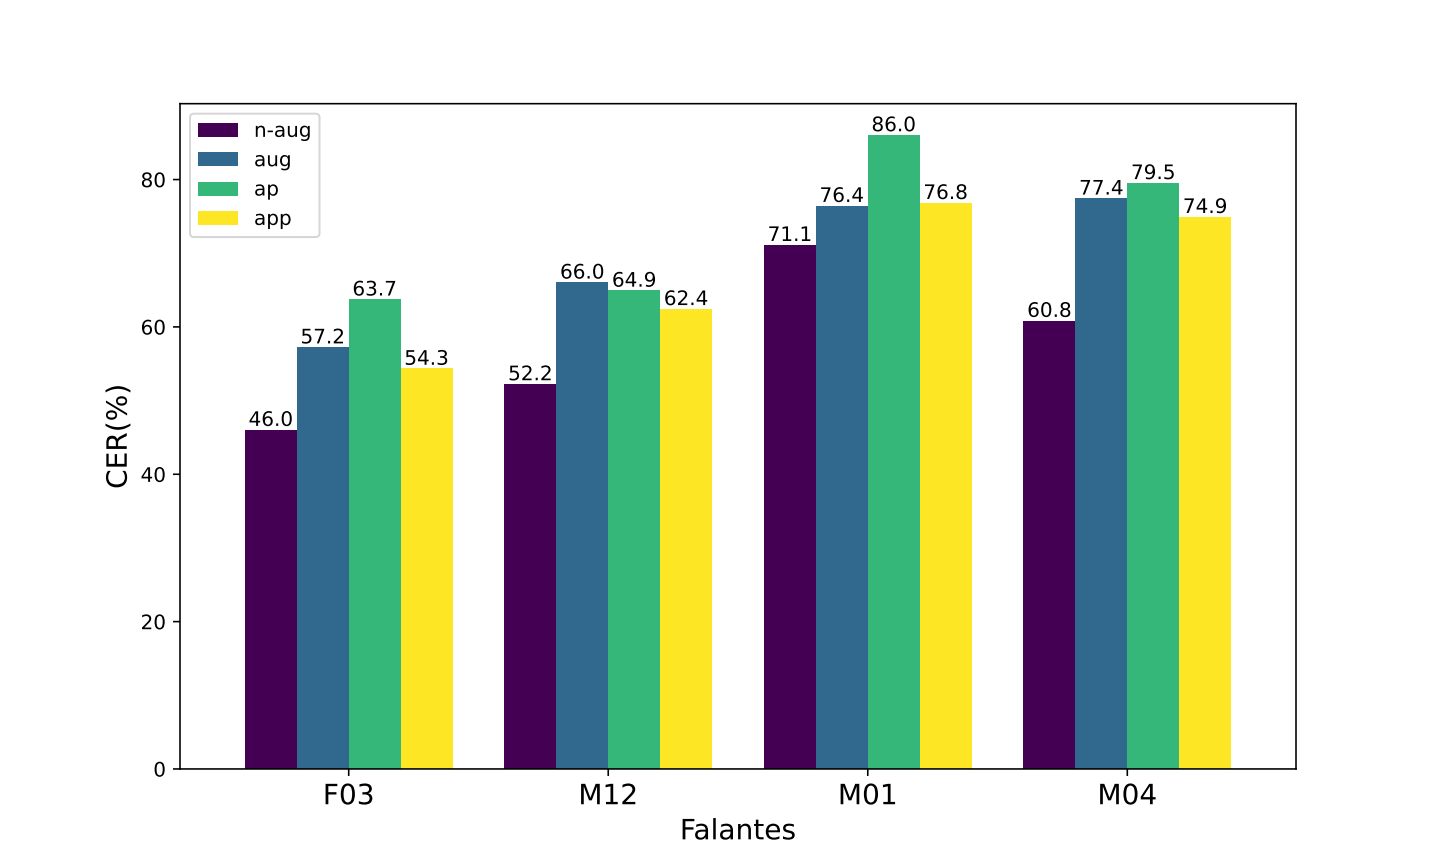 n-aug
aug
ap
app
CER(%)
80
60
40
20
0
46.0 57.2 63.7 54.3
52.2 66.0 64.9 62.4
71.1 76.4 86.0 76.8
60.8 77.4 79.5 74.9
F03 M12 M01 M04
Falantes